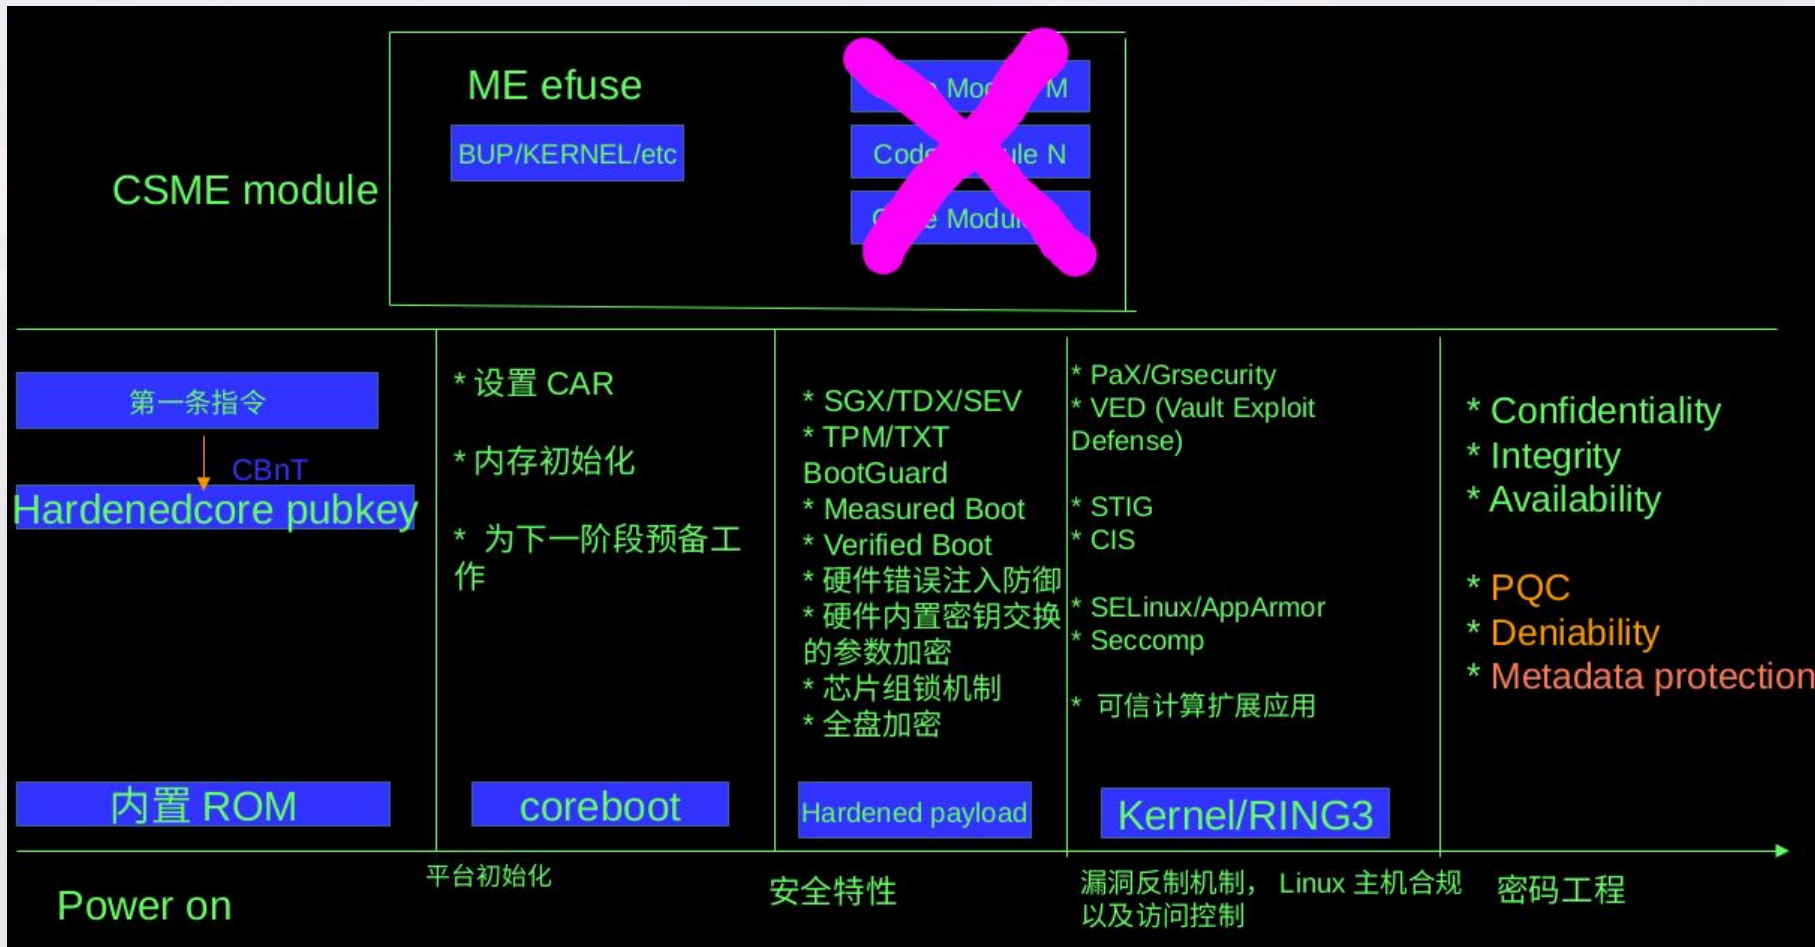 ME efuse
BUP/KERNEL/etc
M
N
CSME module
第一条指令
CBnT
Hardenedcore pubkey
内置 ROM
* 设置 CAR
* 内存初始化
* 为下一阶段预备工
作
coreboot
* SGX/TDX/SEV
* TPM/TXT
BootGuard
* Measured Boot
* Verified Boot
* 硬件错误注入防御
* 硬件内置密钥交换
的参数加密
* 芯片组锁机制
* 全盘加密
Hardened payload
* PaX/Grsecurity
* VED (Vault Exploit
Defense)
* STIG
* CIS
* SELinux/AppArmor
* Seccomp
* 可信计算扩展应用
Kernel/RING3
* Confidentiality
* Integrity
* Availability
* PQC
* Deniability
* Metadata protection
Power on
平台初始化
安全特性
漏洞反制机制， Linux 主机合规
以及访问控制
密码工程